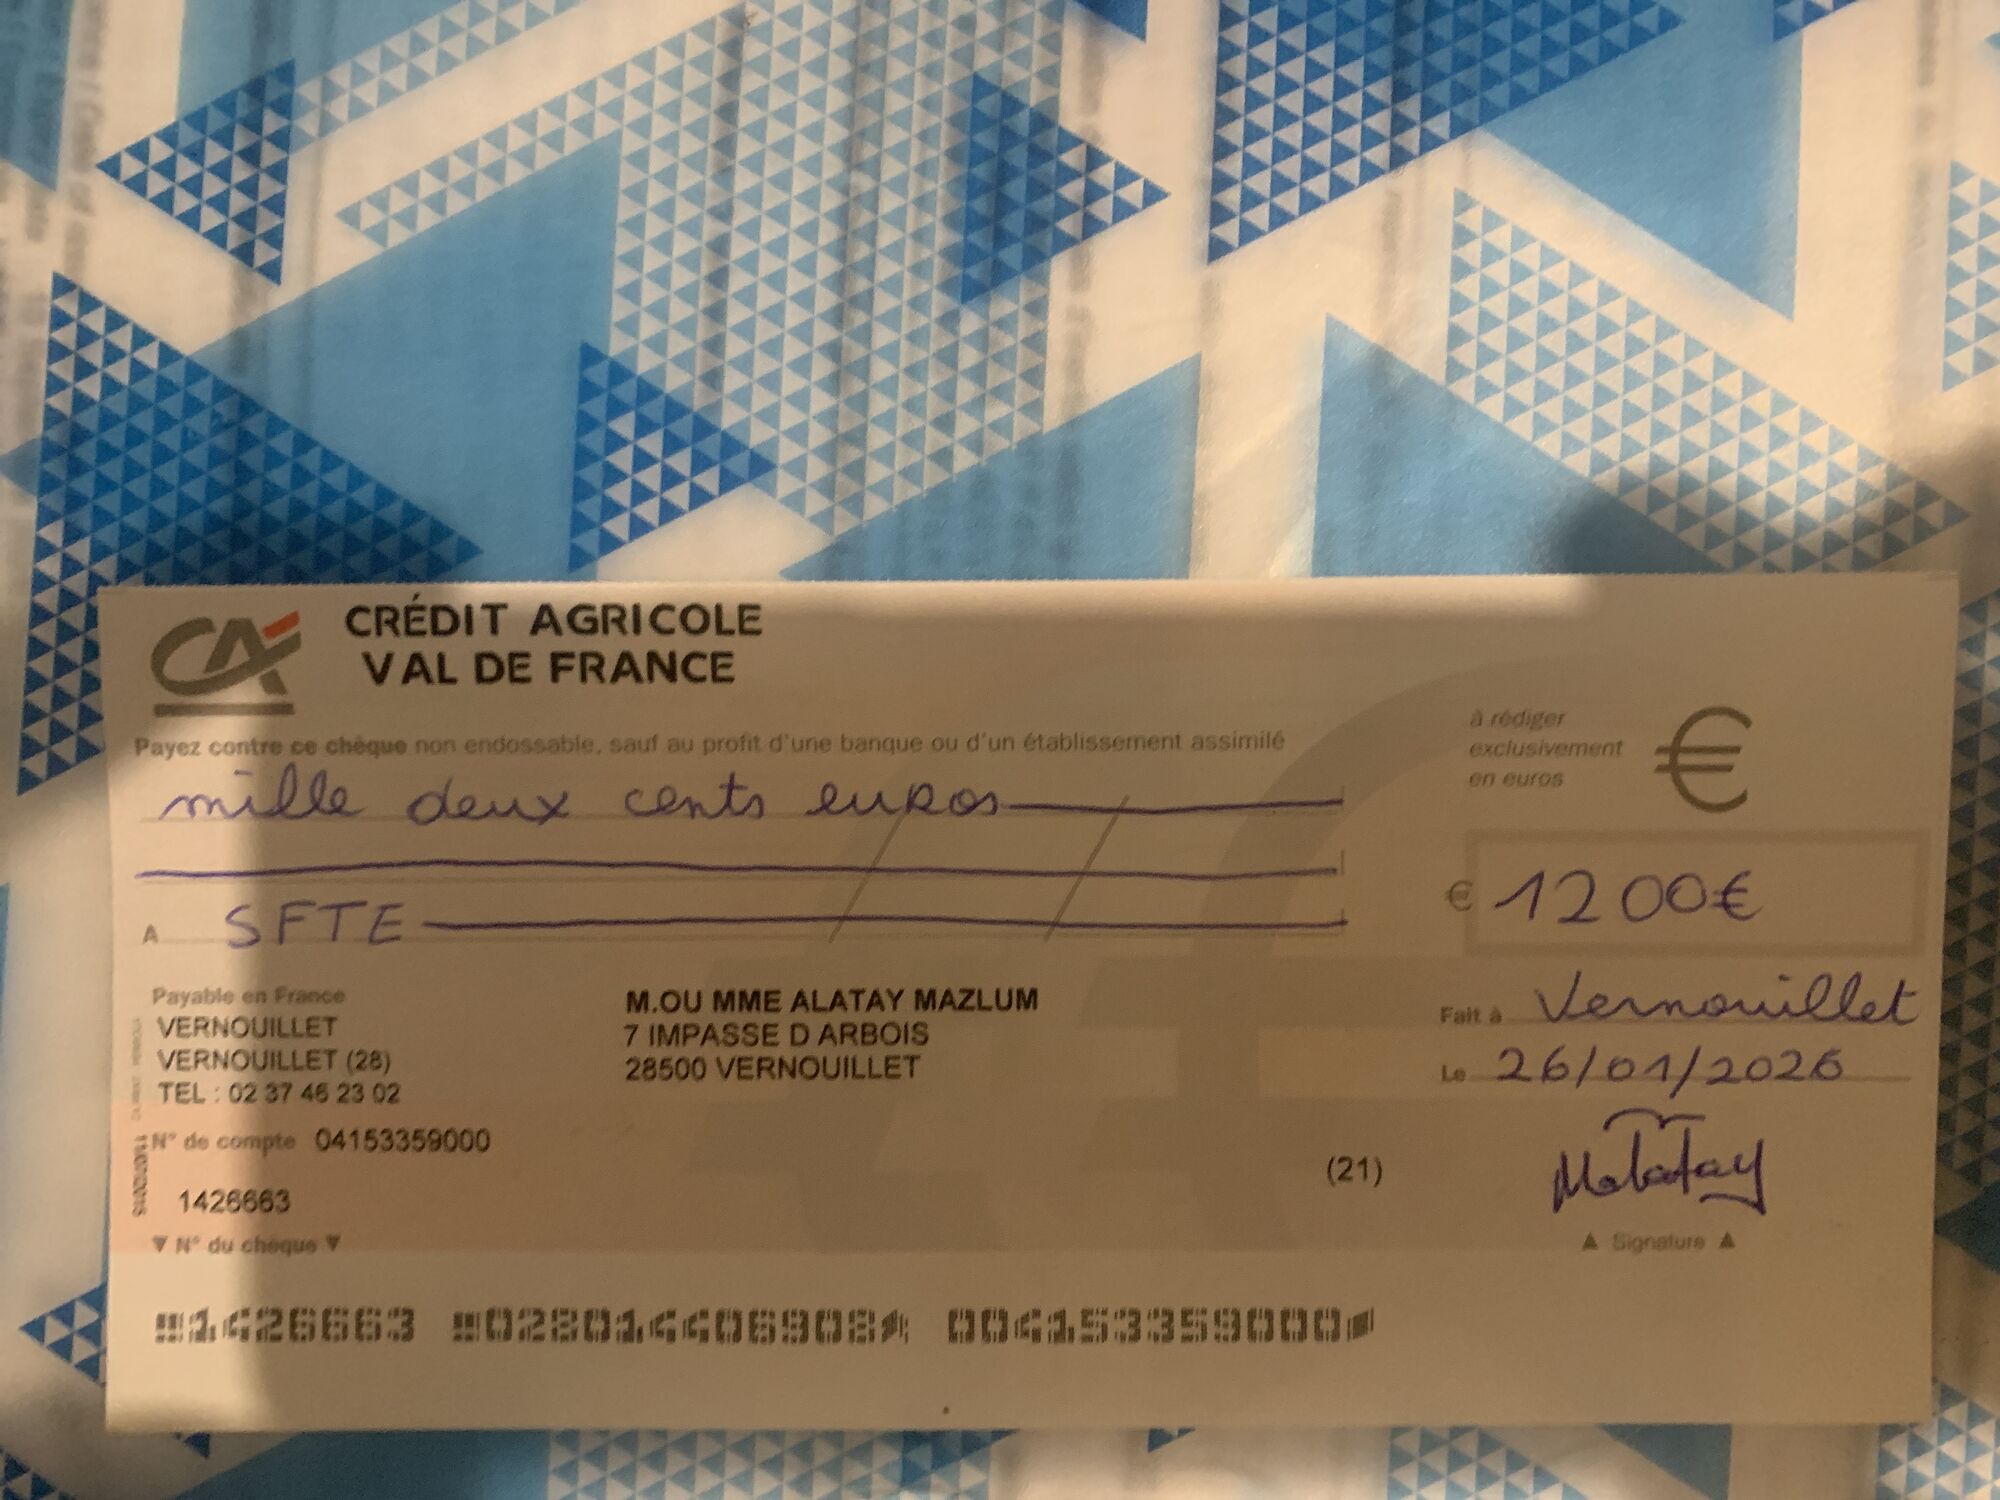 CA
CRÉDIT AGRICOLE
VAL DE FRANCE
Payez contre ce chèque non endossable, sauf au profit d'une banque ou d'un établissement assimilé
à rédiger
exclusivement
en euros
€
mille deux cents euros
A SFTE
€ 1200€
Payable en France
VERNOUILLET
VERNOUILLET (28)
TEL : 02 37 46 23 02
M.OU MME ALATAY MAZLUM
7 IMPASSE D ARBOIS
28500 VERNOUILLET
Fait à Vernouillet
Le 26/01/2026
N° de compte 04153359000
(21)
1426663
▼ N° du chèque ▼
▲ Signature ▲
1426663 028014406908 004153359000